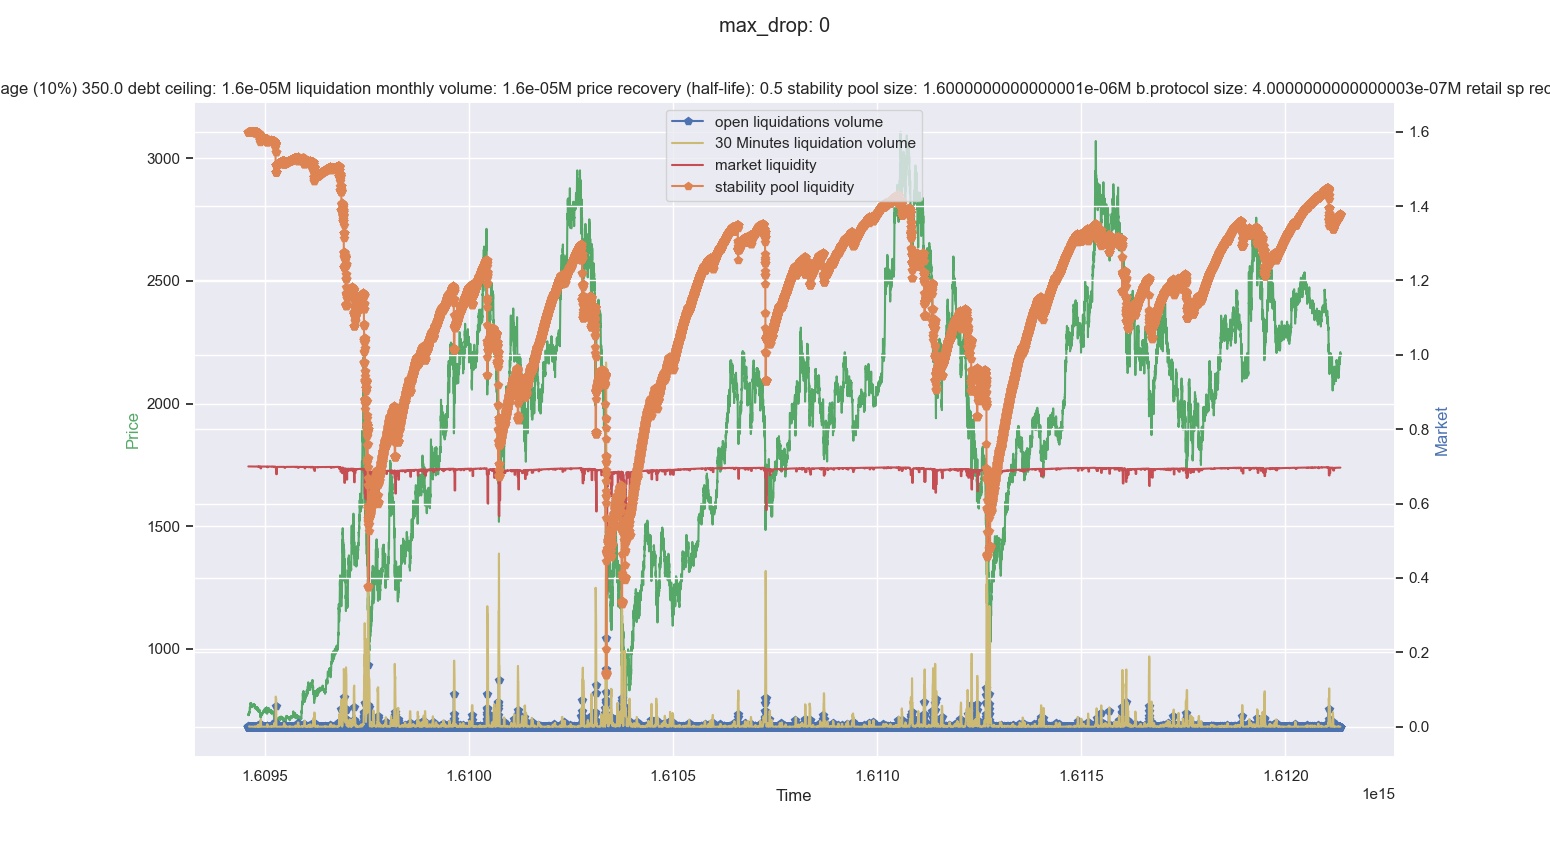 max_drop: 0
age (10%) 350.0 debt ceiling: 1.6e-05M liquidation monthly volume: 1.6e-05M price recovery (half-life): 0.5 stability pool size: 1.6000000000000001e-06M b.protocol size: 4.0000000000000003e-07M retail sp rec
open liquidations volume
30 Minutes liquidation volume
market liquidity
stability pool liquidity
3000
2500
2000
1500
1000
Price
1.6
1.4
1.2
1.0
0.8
0.6
0.4
0.2
0.0
Market
1.6095 1.6100 1.6105 1.6110 1.6115 1.6120
Time
1e15